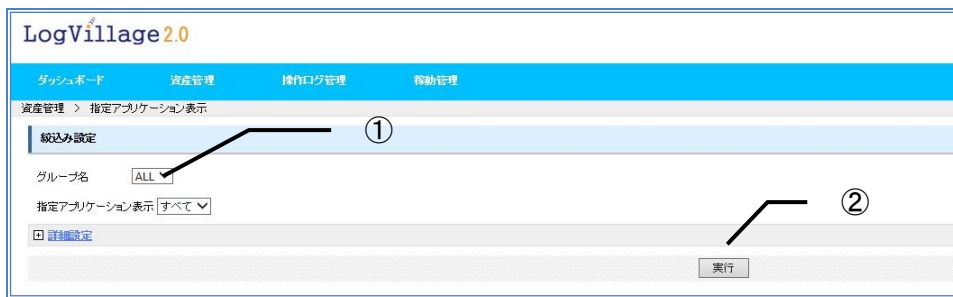 LogVillage 2.0
ダッシュボード 資産管理 操作ログ管理 稼動管理
資産管理 > 指定アプリケーション表示
絞込み設定
①
グループ名 ALL
指定アプリケーション表示 すべて
②
詳細設定
実行